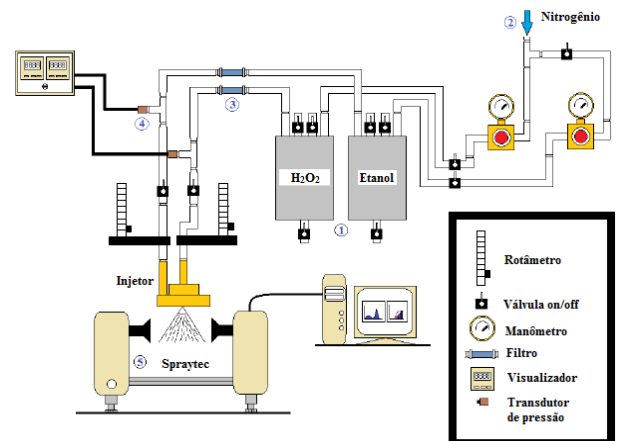 Nitrogênio
2
3
4
H₂O₂
Etanol
1
Injetor
5
Spraytec
Rotâmetro
Válvula on/off
Manômetro
Filtro
Visualizador
Transdutor
de pressão